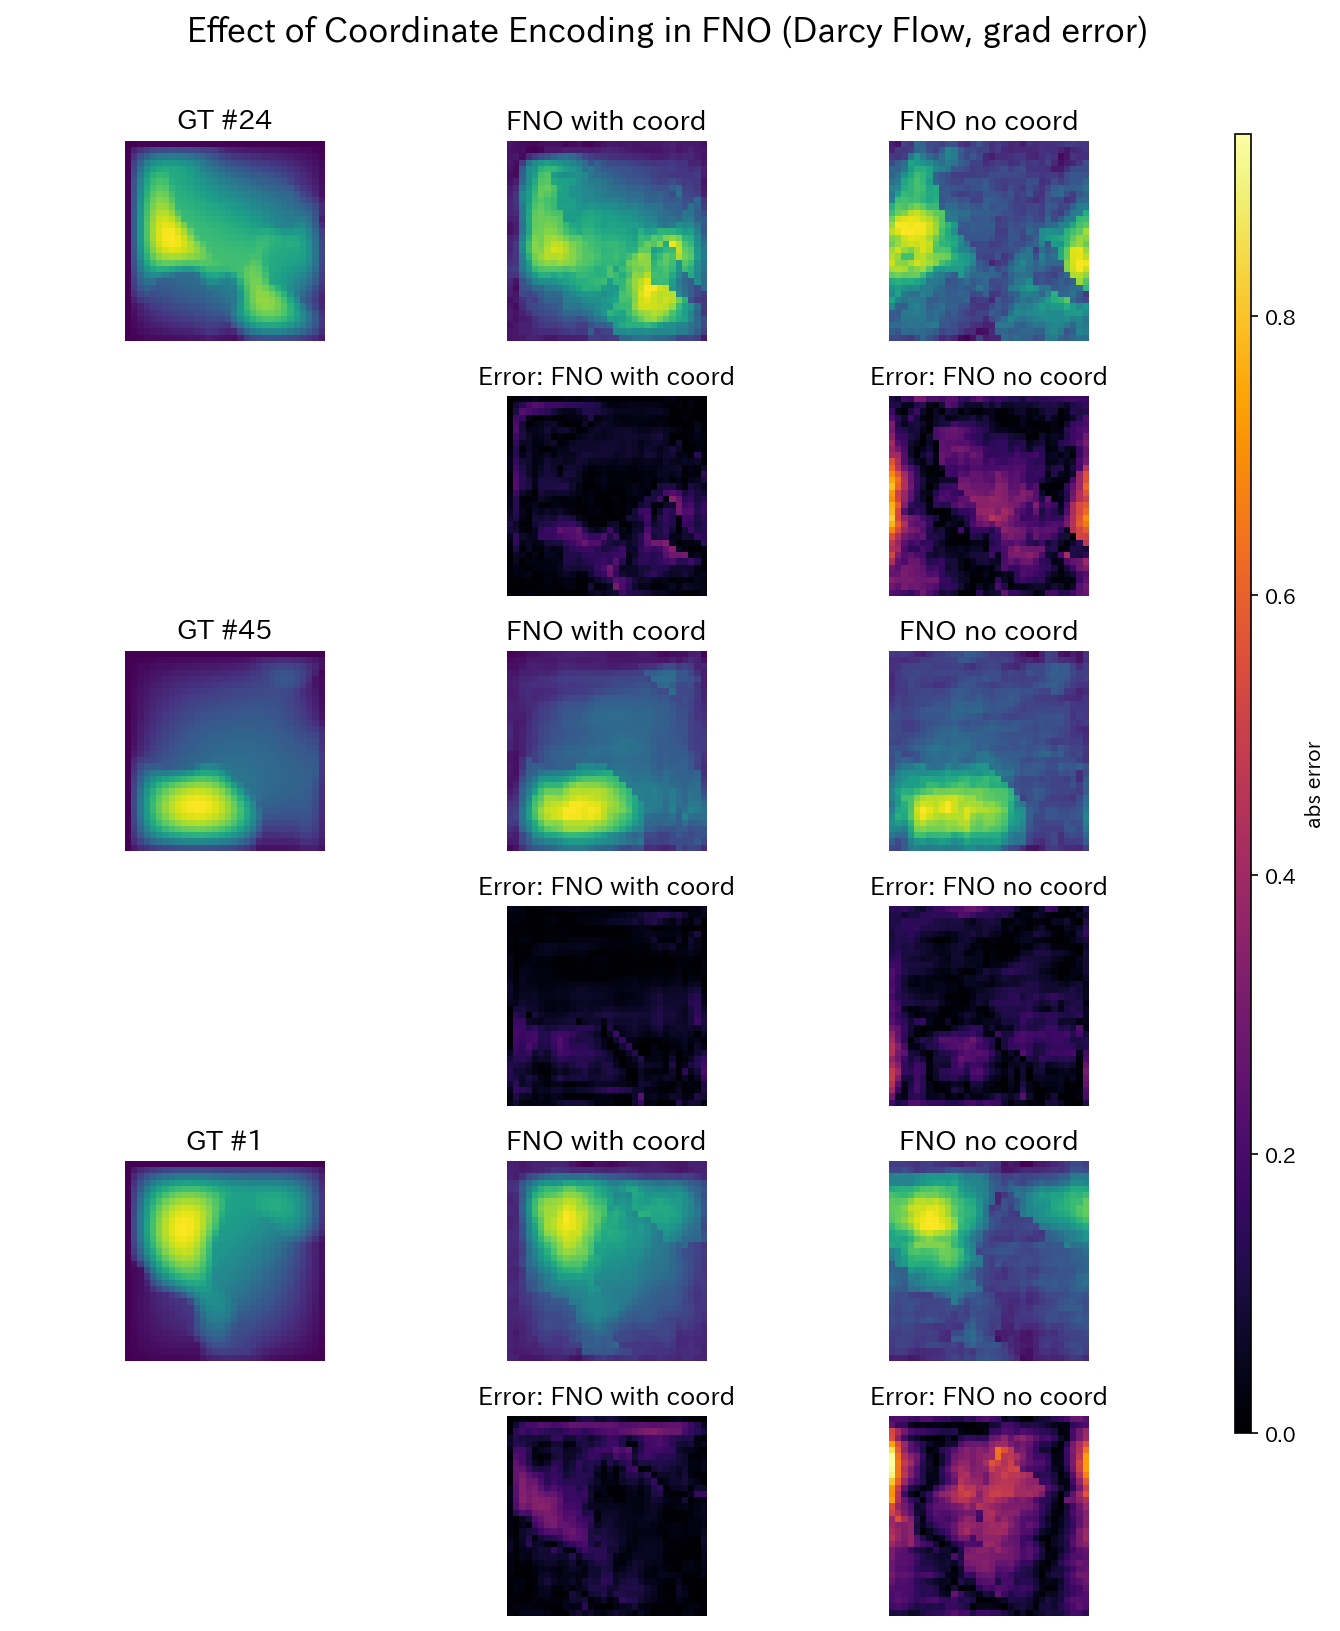 Effect of Coordinate Encoding in FNO (Darcy Flow, grad error)
GT #24
FNO with coord
FNO no coord
Error: FNO with coord
Error: FNO no coord
GT #45
FNO with coord
FNO no coord
Error: FNO with coord
Error: FNO no coord
GT #1
FNO with coord
FNO no coord
Error: FNO with coord
Error: FNO no coord
0.8
0.6
0.4
0.2
0.0
abs error